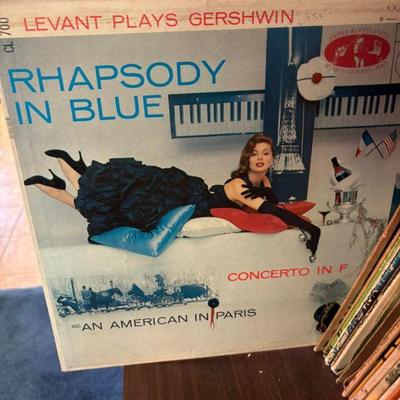 LEVANT PLAYS GERSHWIN
CL 700
RHAPSODY
IN BLUE
CONCERTO IN F
AND AN AMERICAN IN PARIS